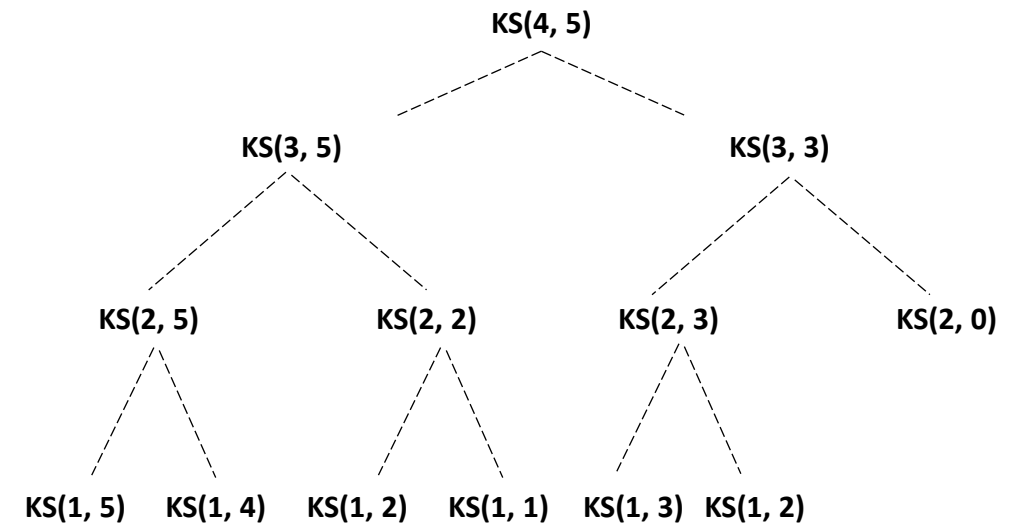 KS(4, 5)
KS(3, 5) KS(3, 3)
KS(2, 5) KS(2, 2) KS(2, 3) KS(2, 0)
KS(1, 5) KS(1, 4) KS(1, 2) KS(1, 1) KS(1, 3) KS(1, 2)